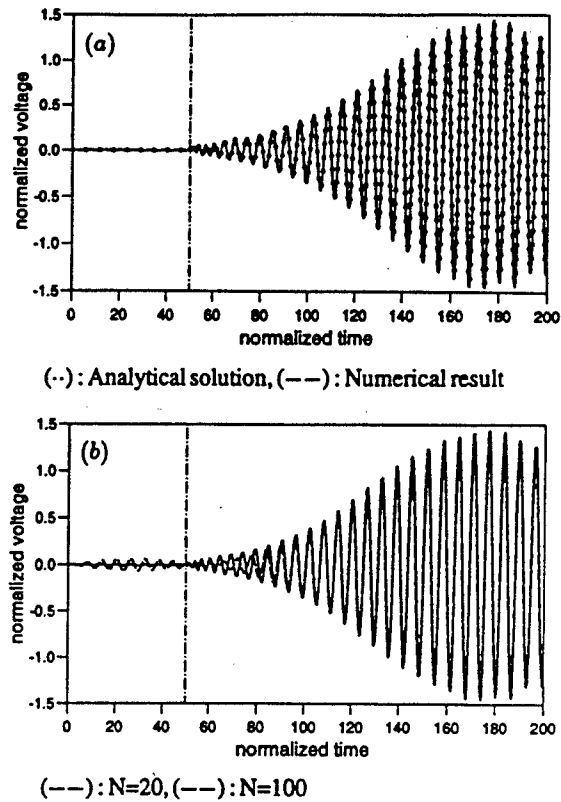 (a)
1.5
1.0
0.5
0.0
-0.5
-1.0
-1.5
normalized voltage
0 20 40 60 80 100 120 140 160 180 200
normalized time
(··) : Analytical solution, (−−) : Numerical result
(b)
1.5
1.0
0.5
0.0
-0.5
-1.0
-1.5
normalized voltage
0 20 40 60 80 100 120 140 160 180 200
normalized time
(−−) : N=20, (−−) : N=100